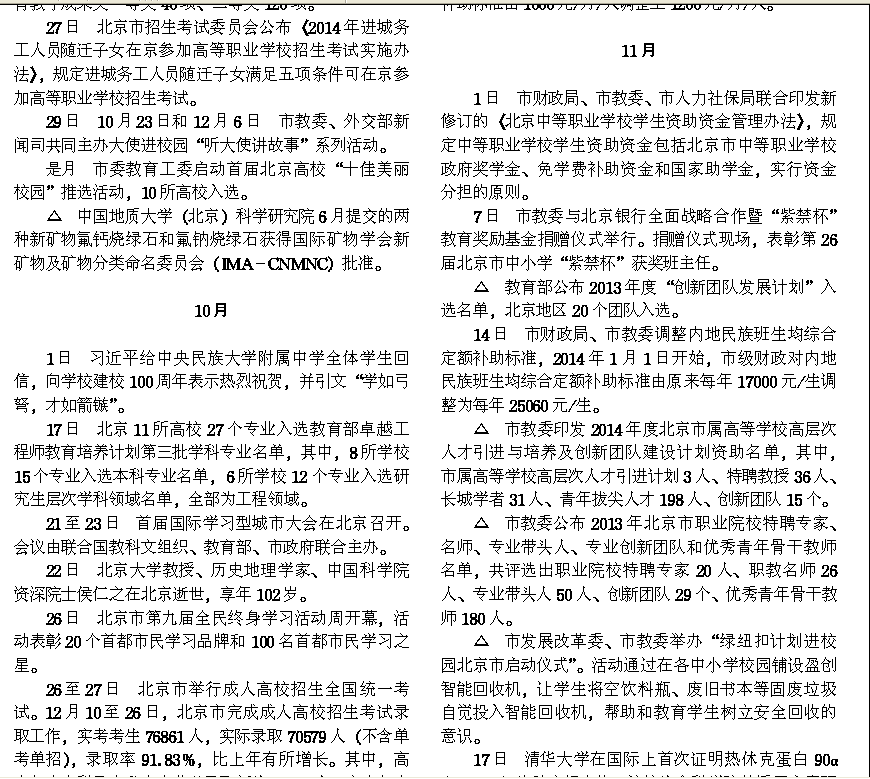 27日 北京市招生考试委员会公布《2014年进城务
工人员随迁子女在京参加高等职业学校招生考试实施办
法》，规定进城务工人员随迁子女满足五项条件可在京参
加高等职业学校招生考试。
29日 10月23日和12月6日 市教委、外交部新
闻司共同主办大使进校园“听大使讲故事”系列活动。
是月 市委教育工委启动首届北京高校“十佳美丽
校园”推选活动，10所高校入选。
△ 中国地质大学（北京）科学研究院6月提交的两
种新矿物氟钙烧绿石和氟钠烧绿石获得国际矿物学会新
矿物及矿物分类命名委员会（IMA－CNMNC）批准。
10月
1日 习近平给中央民族大学附属中学全体学生回
信，向学校建校100周年表示热烈祝贺，并引文“学如弓
弩，才如箭镞”。
17日 北京11所高校27个专业入选教育部卓越工
程师教育培养计划第三批学科专业名单，其中，8所学校
15个专业入选本科专业名单，6所学校12个专业入选研
究生层次学科领域名单，全部为工程领域。
21至23日 首届国际学习型城市大会在北京召开。
会议由联合国教科文组织、教育部、市政府联合主办。
22日 北京大学教授、历史地理学家、中国科学院
资深院士侯仁之在北京逝世，享年102岁。
26日 北京市第九届全民终身学习活动周开幕，活
动表彰20个首都市民学习品牌和100名首都市民学习之
星。
26至27日 北京市举行成人高校招生全国统一考
试。12月10至26日，北京市完成成人高校招生考试录
取工作，实考考生76861人，实际录取70579人（不含单
考单招），录取率91.83%，比上年有所增长。其中，高
11月
1日 市财政局、市教委、市人力社保局联合印发新
修订的《北京中等职业学校学生资助资金管理办法》，规
定中等职业学校学生资助资金包括北京市中等职业学校
政府奖学金、免学费补助资金和国家助学金，实行资金
分担的原则。
7日 市教委与北京银行全面战略合作暨“紫禁杯”
教育奖励基金捐赠仪式举行。捐赠仪式现场，表彰第26
届北京市中小学“紫禁杯”获奖班主任。
△ 教育部公布2013年度“创新团队发展计划”入
选名单，北京地区20个团队入选。
14日 市财政局、市教委调整内地民族班生均综合
定额补助标准，2014年1月1日开始，市级财政对内地
民族班生均综合定额补助标准由原来每年17000元/生调
整为每年25060元/生。
△ 市教委印发2014年度北京市属高等学校高层次
人才引进与培养及创新团队建设计划资助名单，其中，
市属高等学校高层次人才引进计划3人、特聘教授36人、
长城学者31人、青年拔尖人才198人、创新团队15个。
△ 市教委公布2013年北京市职业院校特聘专家、
名师、专业带头人、专业创新团队和优秀青年骨干教师
名单，共评选出职业院校特聘专家20人、职教名师26
人、专业带头人50人、创新团队29个、优秀青年骨干教
师180人。
△ 市发展改革委、市教委举办“绿纽扣计划进校
园北京市启动仪式”。活动通过在各中小学校园铺设盈创
智能回收机，让学生将空饮料瓶、废旧书本等固废垃圾
自觉投入智能回收机，帮助和教育学生树立安全回收的
意识。
17日 清华大学在国际上首次证明热休克蛋白90α